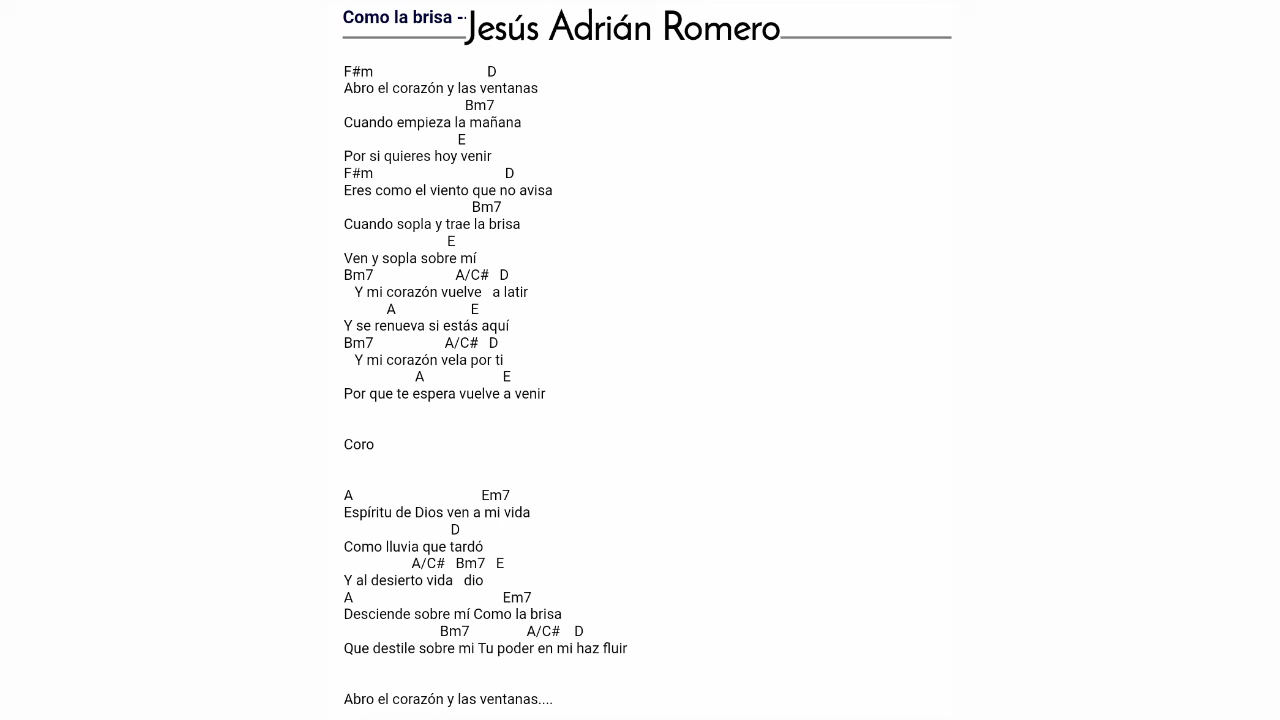 Como la brisa -- Jesús Adrián Romero
F#m D
Abro el corazón y las ventanas
Bm7
Cuando empieza la mañana
E
Por si quieres hoy venir
F#m D
Eres como el viento que no avisa
Bm7
Cuando sopla y trae la brisa
E
Ven y sopla sobre mí
Bm7 A/C# D
Y mi corazón vuelve a latir
A E
Y se renueva si estás aquí
Bm7 A/C# D
Y mi corazón vela por ti
A E
Por que te espera vuelve a venir
Coro
A Em7
Espíritu de Dios ven a mi vida
D
Como lluvia que tardó
A/C# Bm7 E
Y al desierto vida dio
A Em7
Desciende sobre mí Como la brisa
Bm7 A/C# D
Que destile sobre mi Tu poder en mi haz fluir
Abro el corazón y las ventanas....